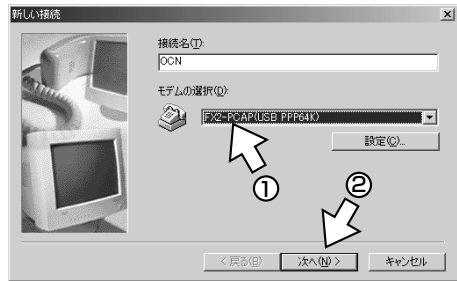 新しい接続
接続名(T):
OCN
モデムの選択(D):
FX2-PCAP(USB PPP64K)
設定(C)...
①
②
< 戻る(B)
次へ(N) >
キャンセル